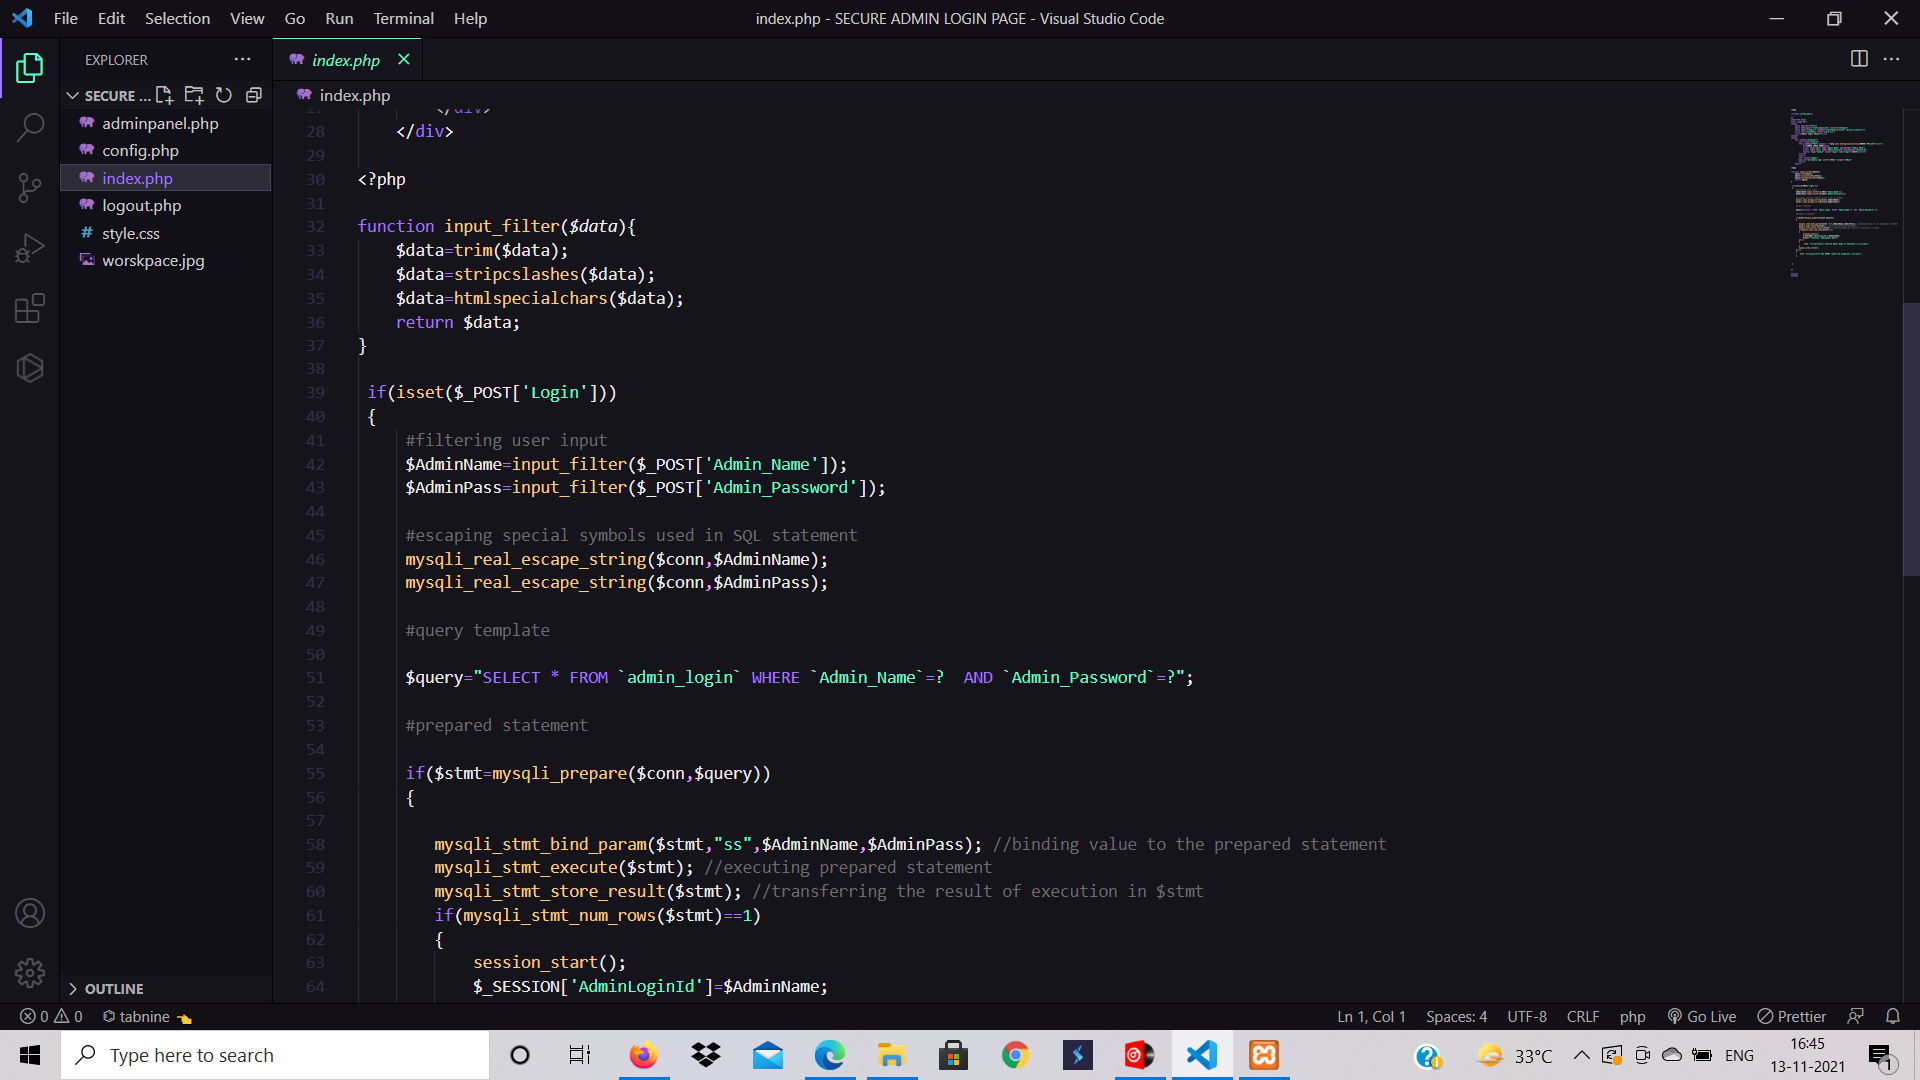 File Edit Selection View Go Run Terminal Help
index.php - SECURE ADMIN LOGIN PAGE - Visual Studio Code
EXPLORER
SECURE ...
adminpanel.php
config.php
index.php
logout.php
style.css
worskpace.jpg
OUTLINE
index.php
index.php
27 </div>
28 </div>
29
30 <?php
31
32 function input_filter($data){
33 $data=trim($data);
34 $data=stripcslashes($data);
35 $data=htmlspecialchars($data);
36 return $data;
37 }
38
39 if(isset($_POST['Login']))
40 {
41 #filtering user input
42 $AdminName=input_filter($_POST['Admin_Name']);
43 $AdminPass=input_filter($_POST['Admin_Password']);
44
45 #escaping special symbols used in SQL statement
46 mysqli_real_escape_string($conn,$AdminName);
47 mysqli_real_escape_string($conn,$AdminPass);
48
49 #query template
50
51 $query="SELECT * FROM `admin_login` WHERE `Admin_Name`=?  AND `Admin_Password`=?";
52
53 #prepared statement
54
55 if($stmt=mysqli_prepare($conn,$query))
56 {
57
58 mysqli_stmt_bind_param($stmt,"ss",$AdminName,$AdminPass); //binding value to the prepared statement
59 mysqli_stmt_execute($stmt); //executing prepared statement
60 mysqli_stmt_store_result($stmt); //transferring the result of execution in $stmt
61 if(mysqli_stmt_num_rows($stmt)==1)
62 {
63 session_start();
64 $_SESSION['AdminLoginId']=$AdminName;
0 0 tabnine
Ln 1, Col 1 Spaces: 4 UTF-8 CRLF php Go Live Prettier
Type here to search
33°C
ENG
16:45
13-11-2021
1